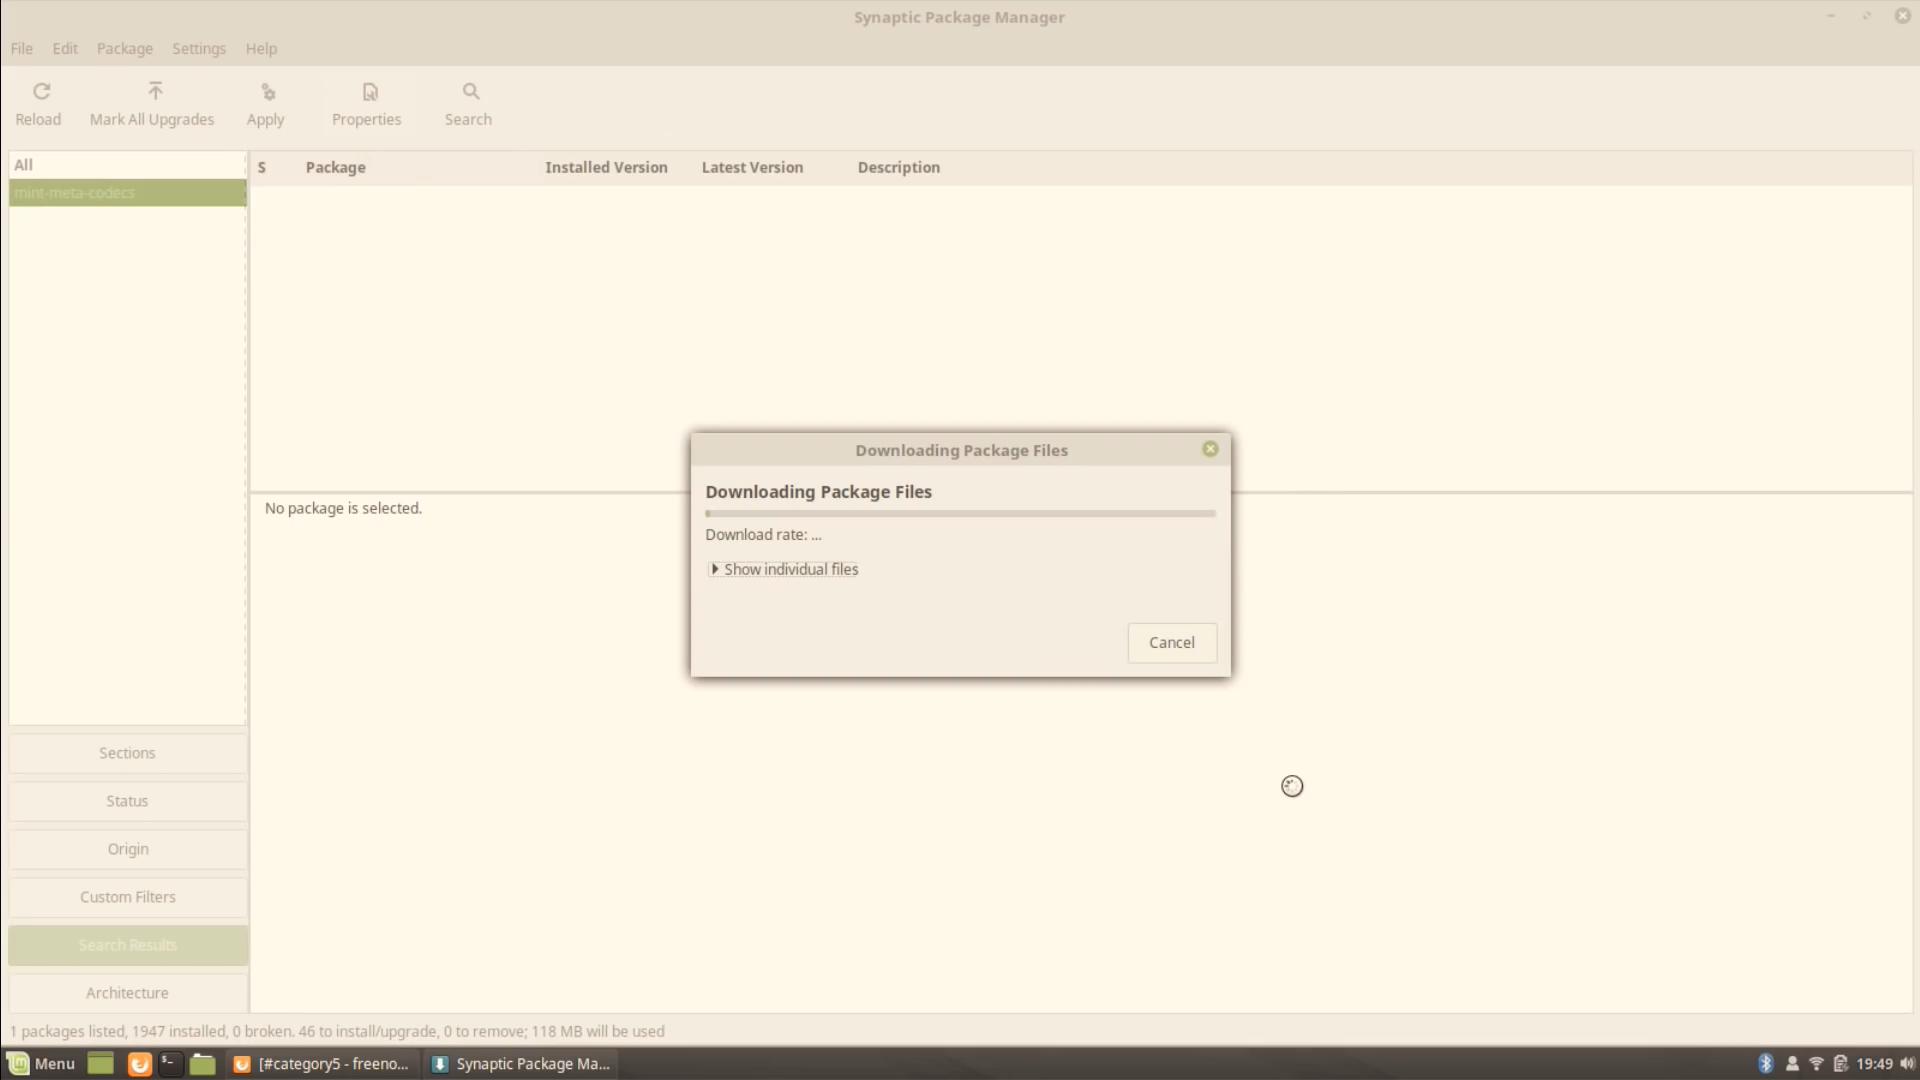 Synaptic Package Manager
File Edit Package Settings Help
Reload Mark All Upgrades Apply Properties Search
All
mint-meta-codecs
S Package Installed Version Latest Version Description
Downloading Package Files
Downloading Package Files
Download rate: ...
Show individual files
Cancel
No package is selected.
Sections
Status
Origin
Custom Filters
Search Results
Architecture
1 packages listed, 1947 installed, 0 broken. 46 to install/upgrade, 0 to remove; 118 MB will be used
Menu [#category5 - freeno... Synaptic Package Ma... 19:49